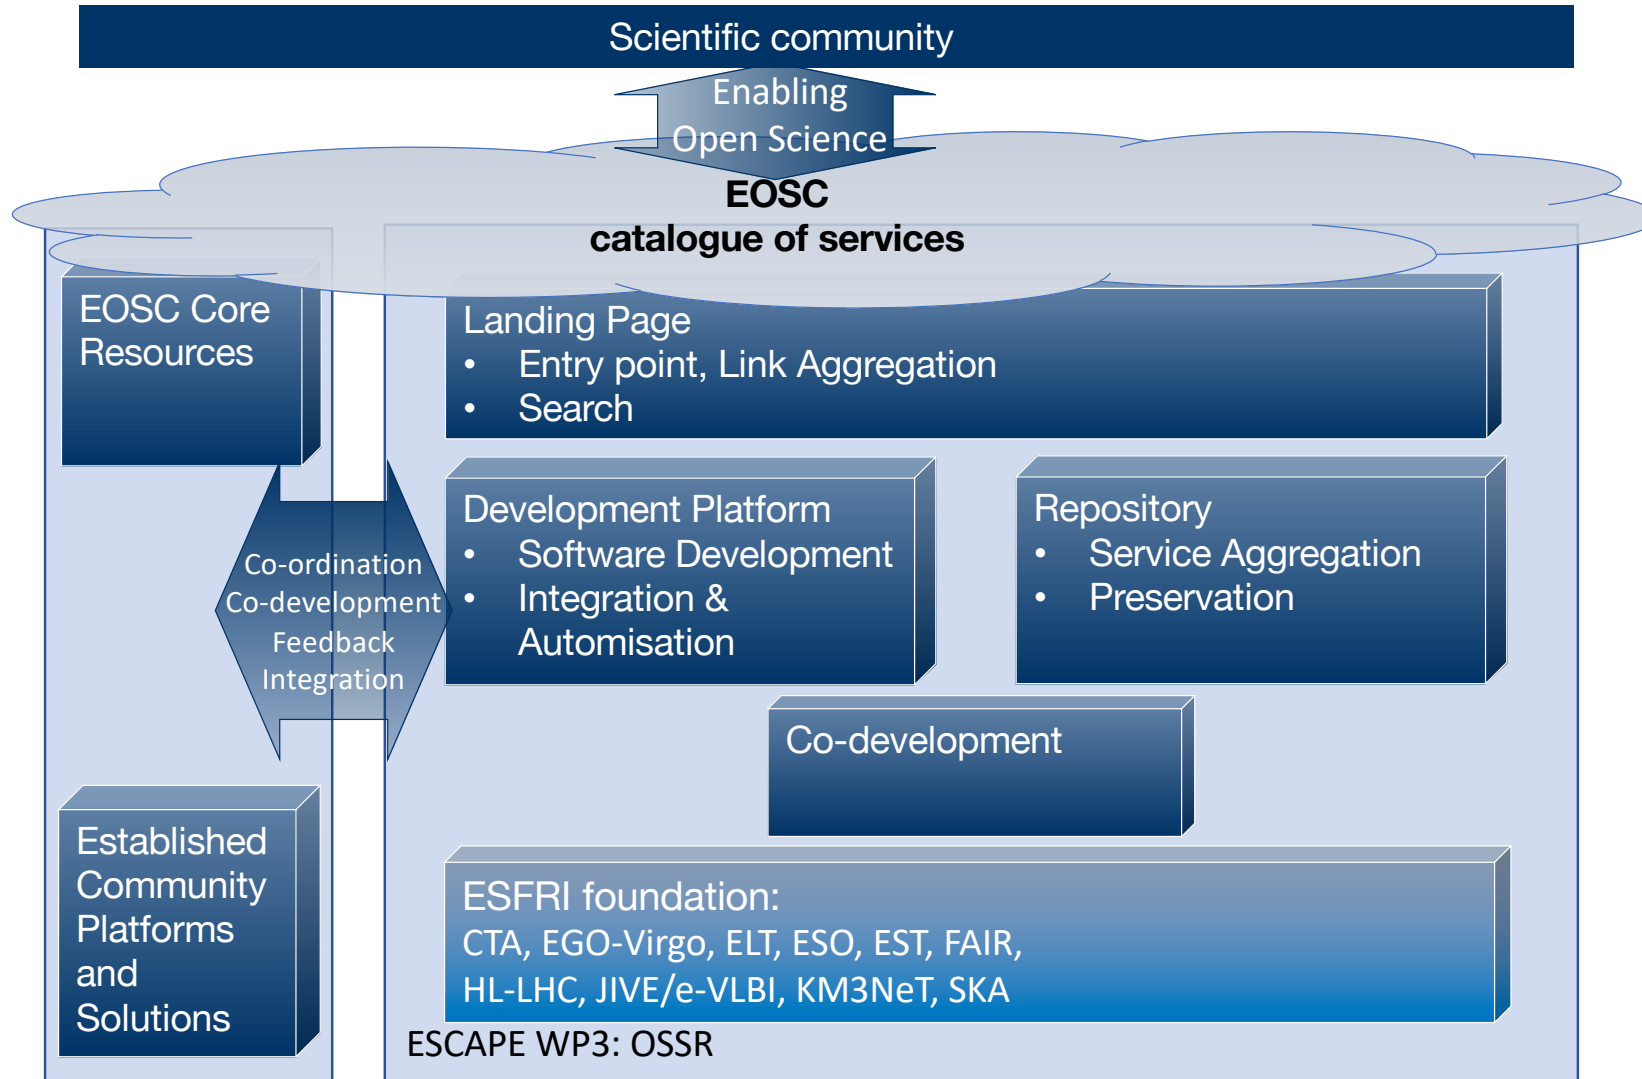 Scientific community
Enabling
Open Science
EOSC
catalogue of services
EOSC Core
Resources
Landing Page
• Entry point, Link Aggregation
• Search
Co-ordination
Co-development
Feedback
Integration
Development Platform
• Software Development
• Integration &
Automisation
Repository
• Service Aggregation
• Preservation
Co-development
Established
Community
Platforms
and
Solutions
ESFRI foundation:
CTA, EGO-Virgo, ELT, ESO, EST, FAIR,
HL-LHC, JIVE/e-VLBI, KM3NeT, SKA
ESCAPE WP3: OSSR